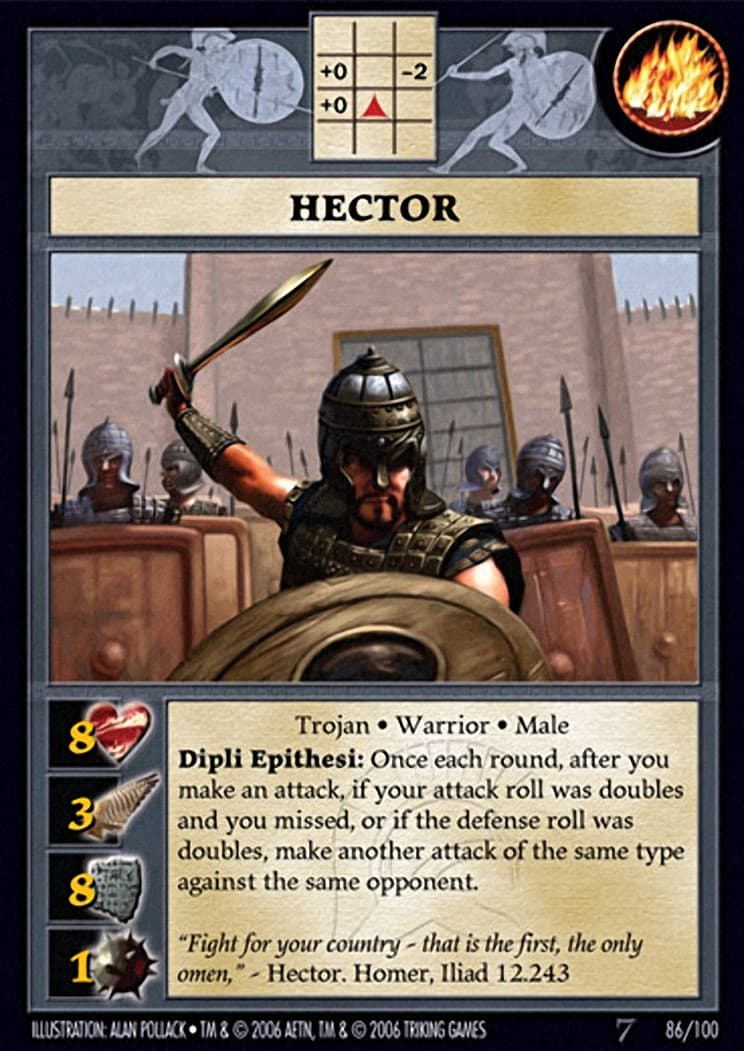 +0 -2
+0
HECTOR
8
3
8
1
Trojan • Warrior • Male
Dipli Epithesi: Once each round, after you
make an attack, if your attack roll was doubles
and you missed, or if the defense roll was
doubles, make another attack of the same type
against the same opponent.
"Fight for your country - that is the first, the only
omen," - Hector. Homer, Iliad 12.243
ILLUSTRATION: ALAN POLLACK • TM & © 2006 AETN, TM & © 2006 TRIKING GAMES 7 86/100